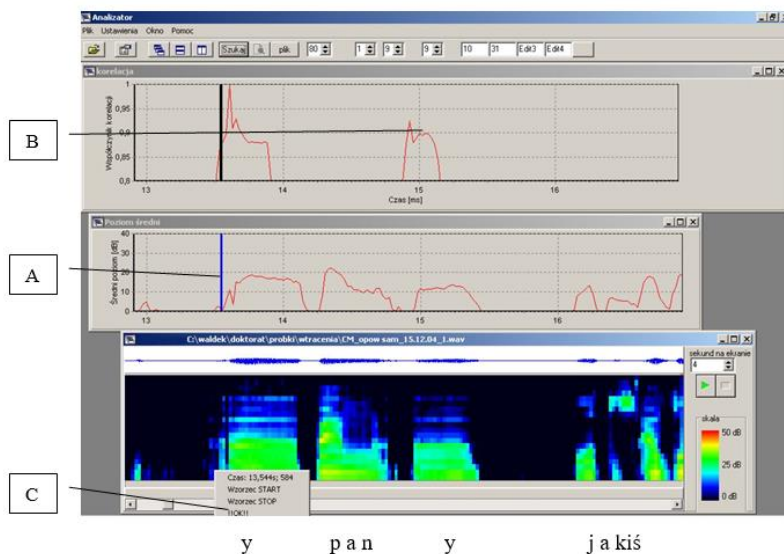 Analizator
Plik Ustawienia Okno Pomoc
Szukaj plik 80 1 9 9 10 31 Edit3 Edit4
korelacja
B
Współczynnik korelacji
1
0,95
0,9
0,85
0,8
13 14 15 16
Czas [ms]
Poziom średni
A
Średni poziom [dB]
40
30
20
10
0
13 14 15 16
C:\waldek\doktorat\probki\wtracenia\CM_opow sam_15.12.04_1.wav
sekund na ekranie
4
skala
50 dB
25 dB
0 dB
C
Czas: 13,544s; 584
Wzorzec START
Wzorzec STOP
!!OK!!
y p a n y j a kiś